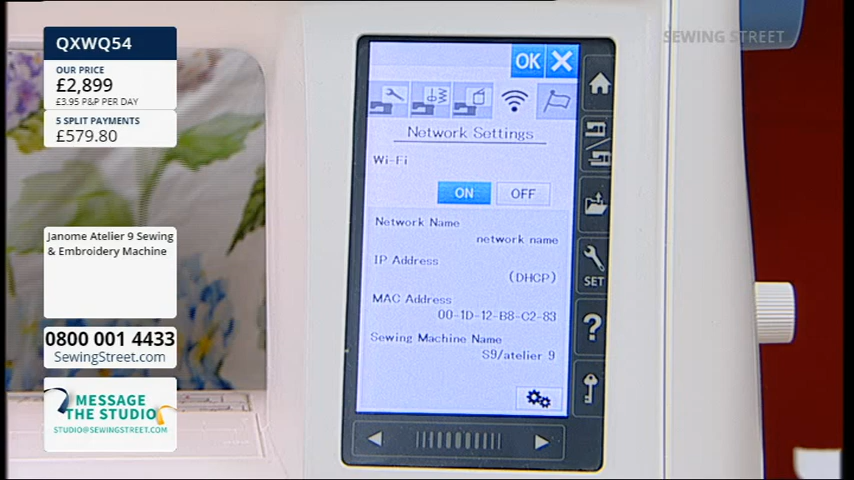 QXWQ54
OUR PRICE
£2,899
£3.95 P&P PER DAY
5 SPLIT PAYMENTS
£579.80
Janome Atelier 9 Sewing
& Embroidery Machine
0800 001 4433
SewingStreet.com
MESSAGE
THE STUDIO
STUDIO@SEWINGSTREET.COM
SEWING STREET
OK
Network Settings
Wi-Fi
ON OFF
Network Name
network name
IP Address
(DHCP)
MAC Address
00-1D-12-B8-C2-83
Sewing Machine Name
S9/atelier 9
SET
?